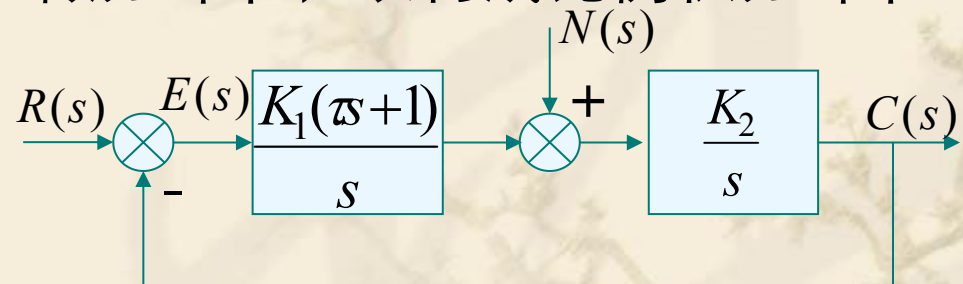 N(s)
R(s) E(s) K₁(τs+1) + K₂ C(s)
- s s